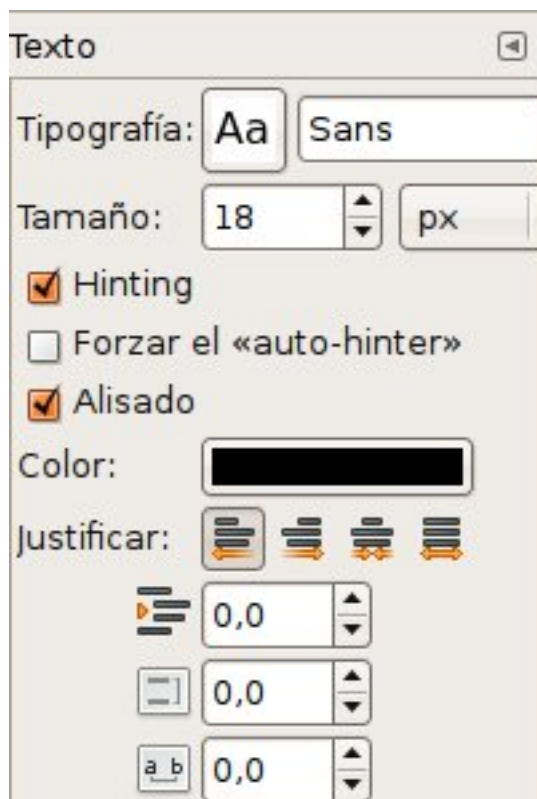 Texto
Tipografía: Aa Sans
Tamaño: 18 px
Hinting
Forzar el «auto-hinter»
Alisado
Color:
Justificar:
0,0
0,0
a b 0,0